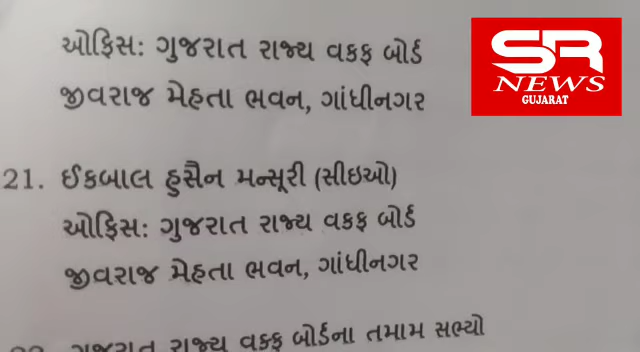 ઓફિસ: ગુજરાત રાજ્ય વકફ બોર્ડ
જીવરાજ મેહતા ભવન, ગાંધીનગર
SR
NEWS
GUJARAT
21. ઈકબાલ હુસૈન મન્સૂરી (સીઇઓ)
ઓફિસ: ગુજરાત રાજ્ય વકફ બોર્ડ
જીવરાજ મેહતા ભવન, ગાંધીનગર
ગુજરાત રાજ્ય વકફ બોર્ડના તમામ સભ્યો